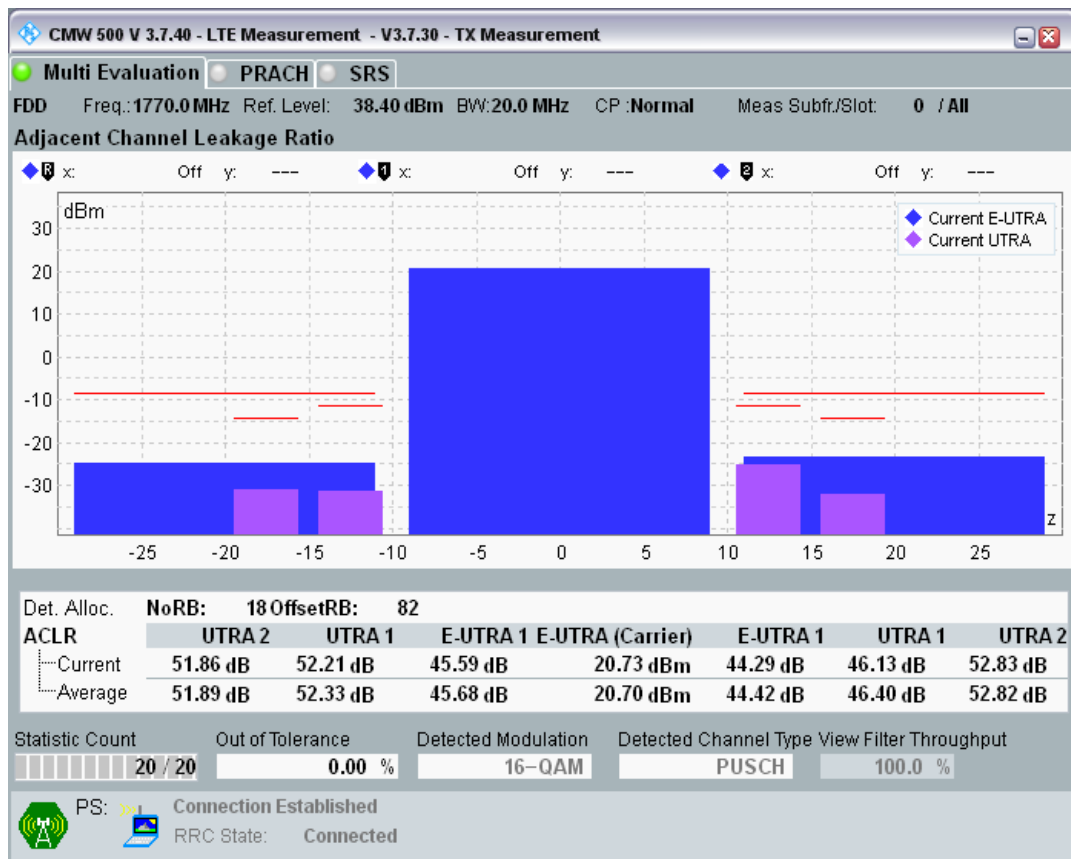 CMW 500 V 3.7.40 - LTE Measurement - V3.7.30 - TX Measurement
Multi Evaluation PRACH SRS
FDD Freq.:1770.0 MHz Ref. Level: 38.40 dBm BW:20.0 MHz CP :Normal Meas Subfr./Slot: 0 / All
Adjacent Channel Leakage Ratio
R x: Off y: --- 1 x: Off y: --- 2 x: Off y: ---
dBm
Current E-UTRA
Current UTRA
30
20
10
0
-10
-20
-30
z
-25 -20 -15 -10 -5 0 5 10 15 20 25
Det. Alloc. NoRB: 18 OffsetRB: 82
ACLR UTRA 2 UTRA 1 E-UTRA 1 E-UTRA (Carrier) E-UTRA 1 UTRA 1 UTRA 2
Current 51.86 dB 52.21 dB 45.59 dB 20.73 dBm 44.29 dB 46.13 dB 52.83 dB
Average 51.89 dB 52.33 dB 45.68 dB 20.70 dBm 44.42 dB 46.40 dB 52.82 dB
Statistic Count Out of Tolerance Detected Modulation Detected Channel Type View Filter Throughput
20 / 20 0.00 % 16-QAM PUSCH 100.0 %
PS: Connection Established
RRC State: Connected